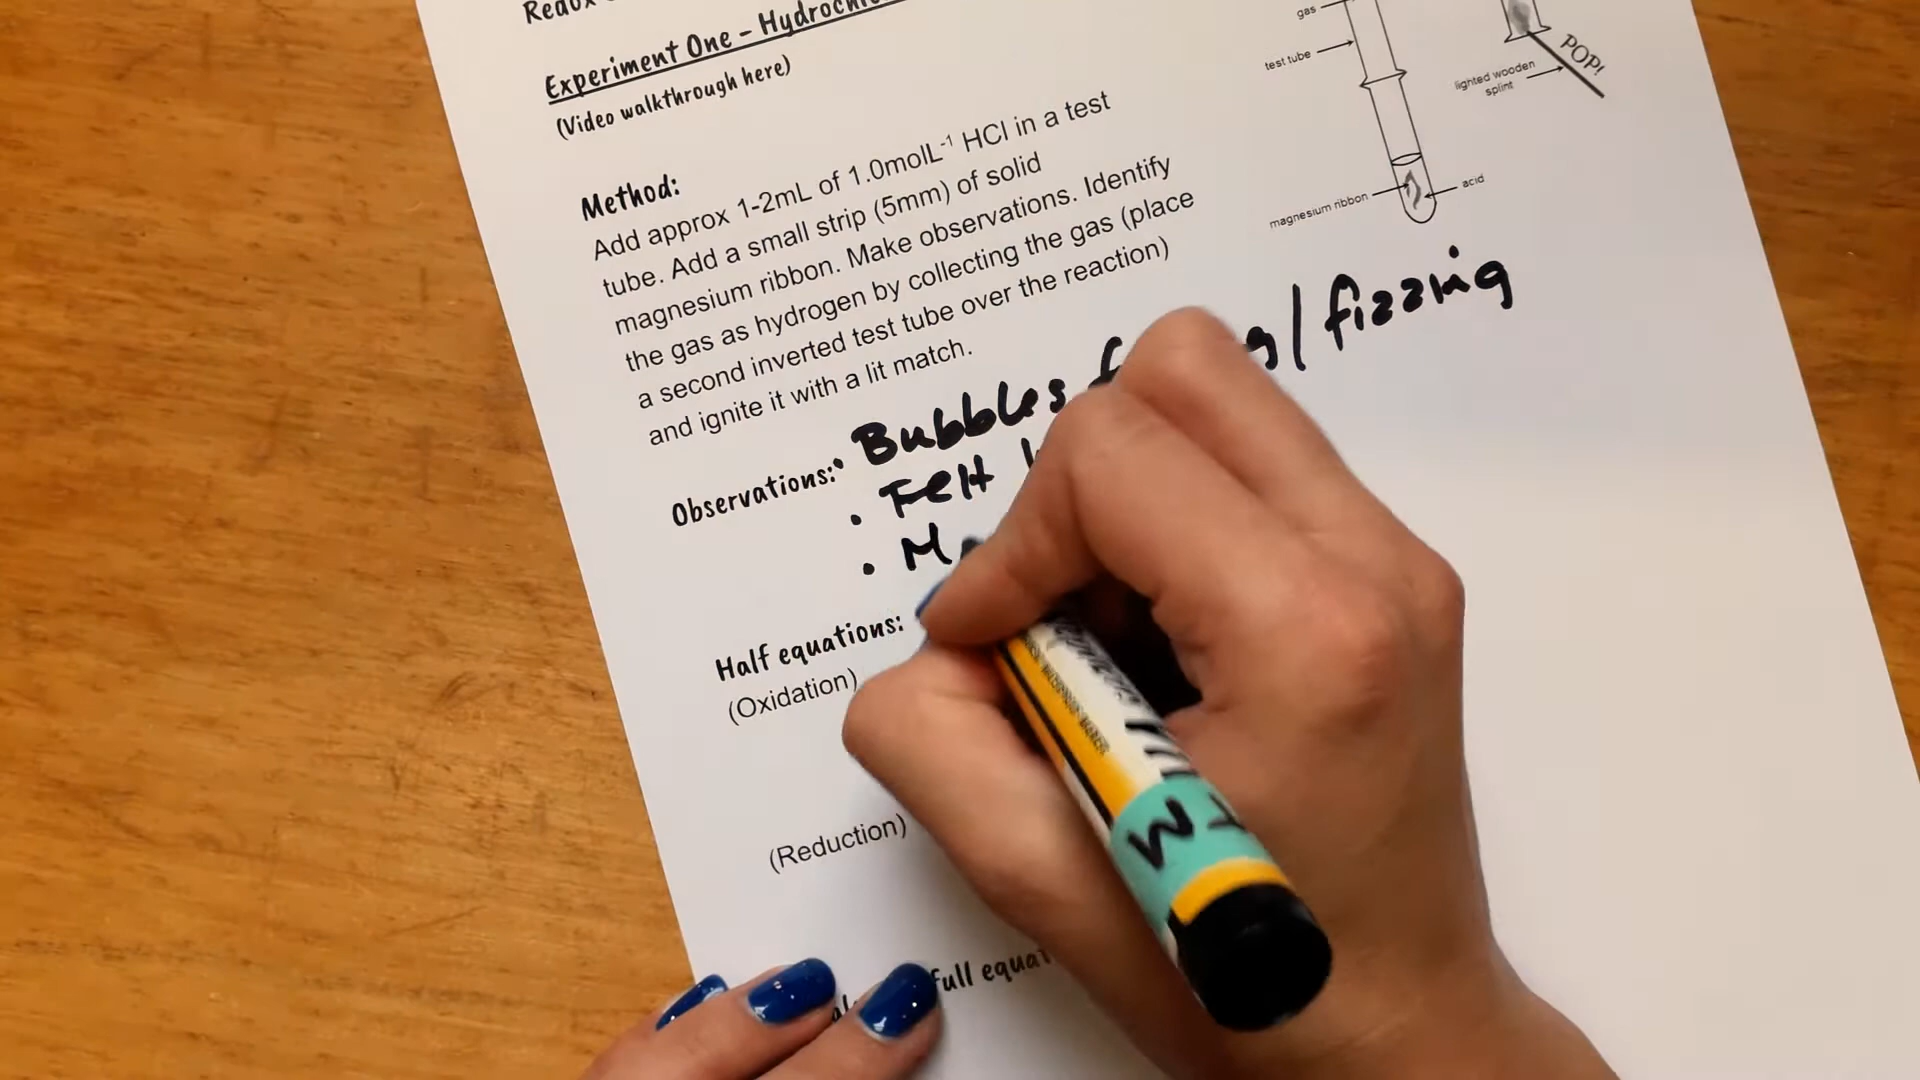 Redox
Experiment One - Hydrochl
(Video walkthrough here)
Method:
Add approx 1-2mL of 1.0molL⁻¹ HCl in a test
tube. Add a small strip (5mm) of solid
magnesium ribbon. Make observations. Identify
the gas as hydrogen by collecting the gas (place
a second inverted test tube over the reaction)
and ignite it with a lit match.
gas
test tube
magnesium ribbon
acid
lighted wooden
splint
POP!
Observations:
• Bubbles f g/fizzing
• Felt
• M
Half equations:
(Oxidation)
(Reduction)
full equat
W.T